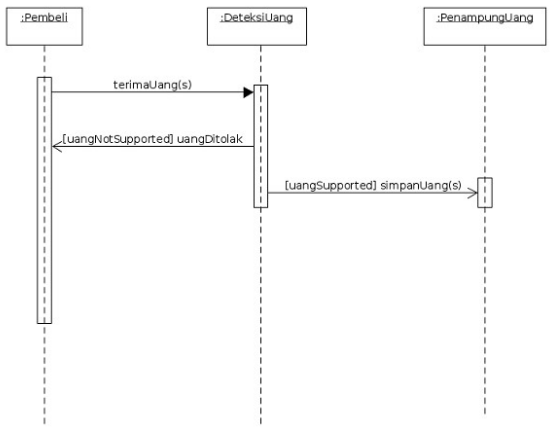 :Pembeli
:DeteksiUang
:PenampungUang
terimaUang(s)
[uangNotSupported] uangDitolak
[uangSupported] simpanUang(s)